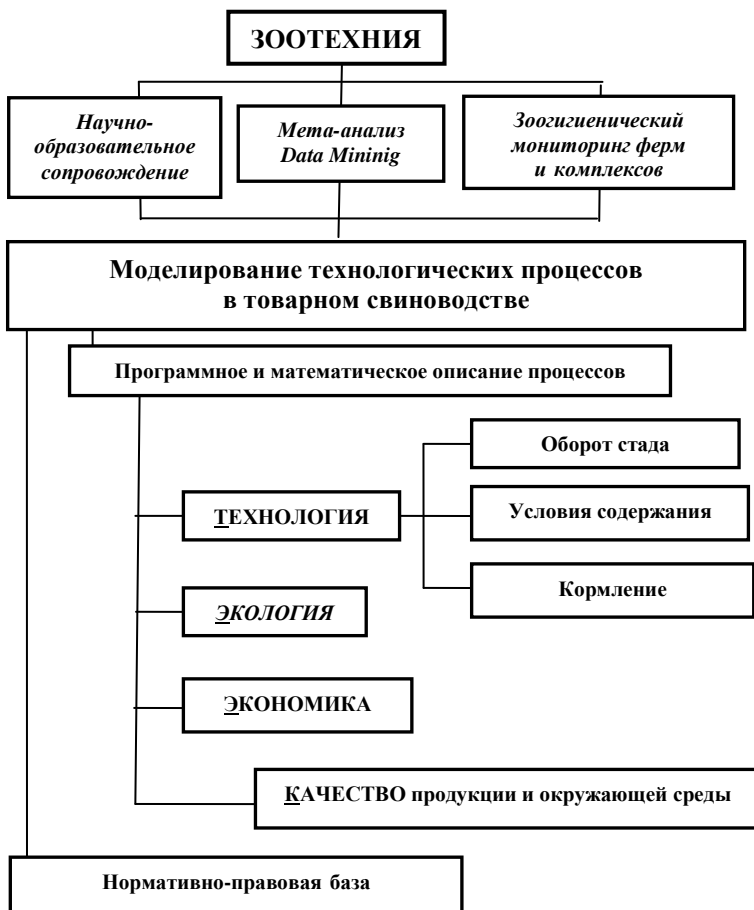 ЗООТЕХНИЯ
Научно-
образовательное
сопровождение
Мета-анализ
Data Mininig
Зоогигиенический
мониторинг ферм
и комплексов
Моделирование технологических процессов
в товарном свиноводстве
Программное и математическое описание процессов
Оборот стада
ТЕХНОЛОГИЯ
Условия содержания
Кормление
ЭКОЛОГИЯ
ЭКОНОМИКА
КАЧЕСТВО продукции и окружающей среды
Нормативно-правовая база